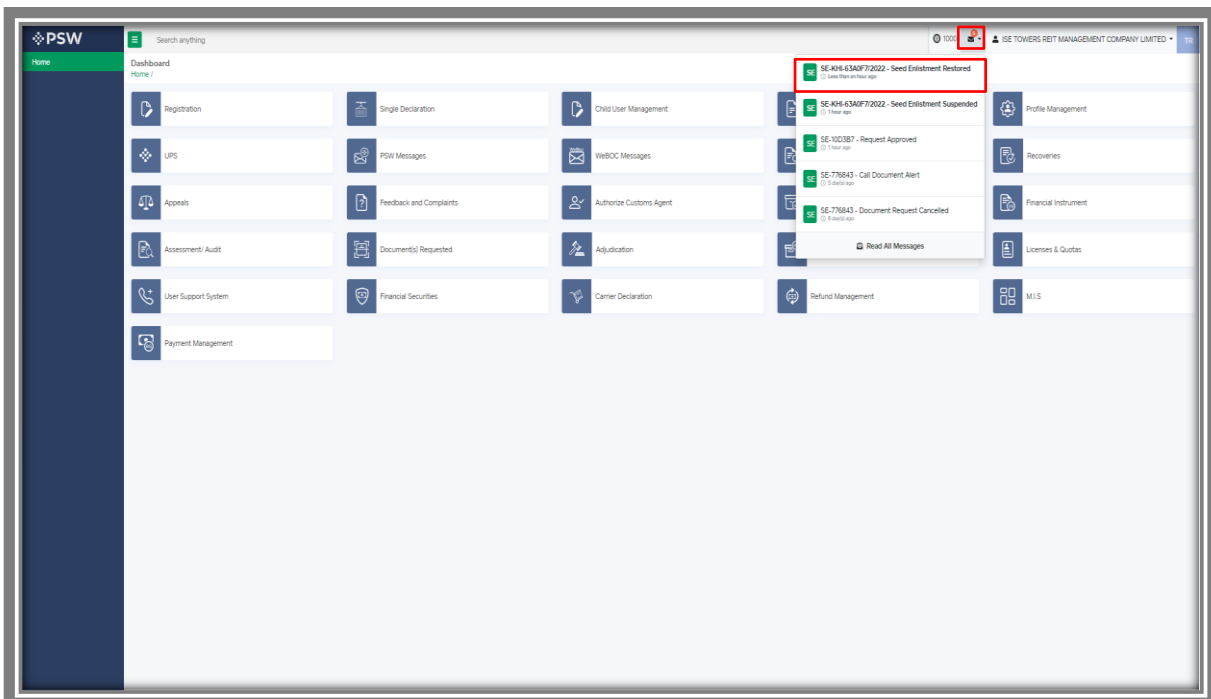 PSW
Search anything
1000
ISE TOWERS REIT MANAGEMENT COMPANY LIMITED
TR
Home
Dashboard
Home /
SE
SE-KHI-63A0F7/2022 - Seed Enlistment Restored
Less than an hour ago
SE
SE-KHI-63A0F7/2022 - Seed Enlistment Suspended
1 hour ago
SE
SE-10D3B7 - Request Approved
1 hour ago
SE
SE-776843 - Call Document Alert
5 day(s) ago
SE
SE-776843 - Document Request Cancelled
6 day(s) ago
Read All Messages
Registration
Single Declaration
Child User Management
Profile Management
UPS
PSW Messages
WeBOC Messages
Recoveries
Appeals
Feedback and Complaints
Authorize Customs Agent
Financial Instrument
Assessment/ Audit
Document(s) Requested
Adjudication
Licenses & Quotas
User Support System
Financial Securities
Carrier Declaration
Refund Management
M.I.S
Payment Management